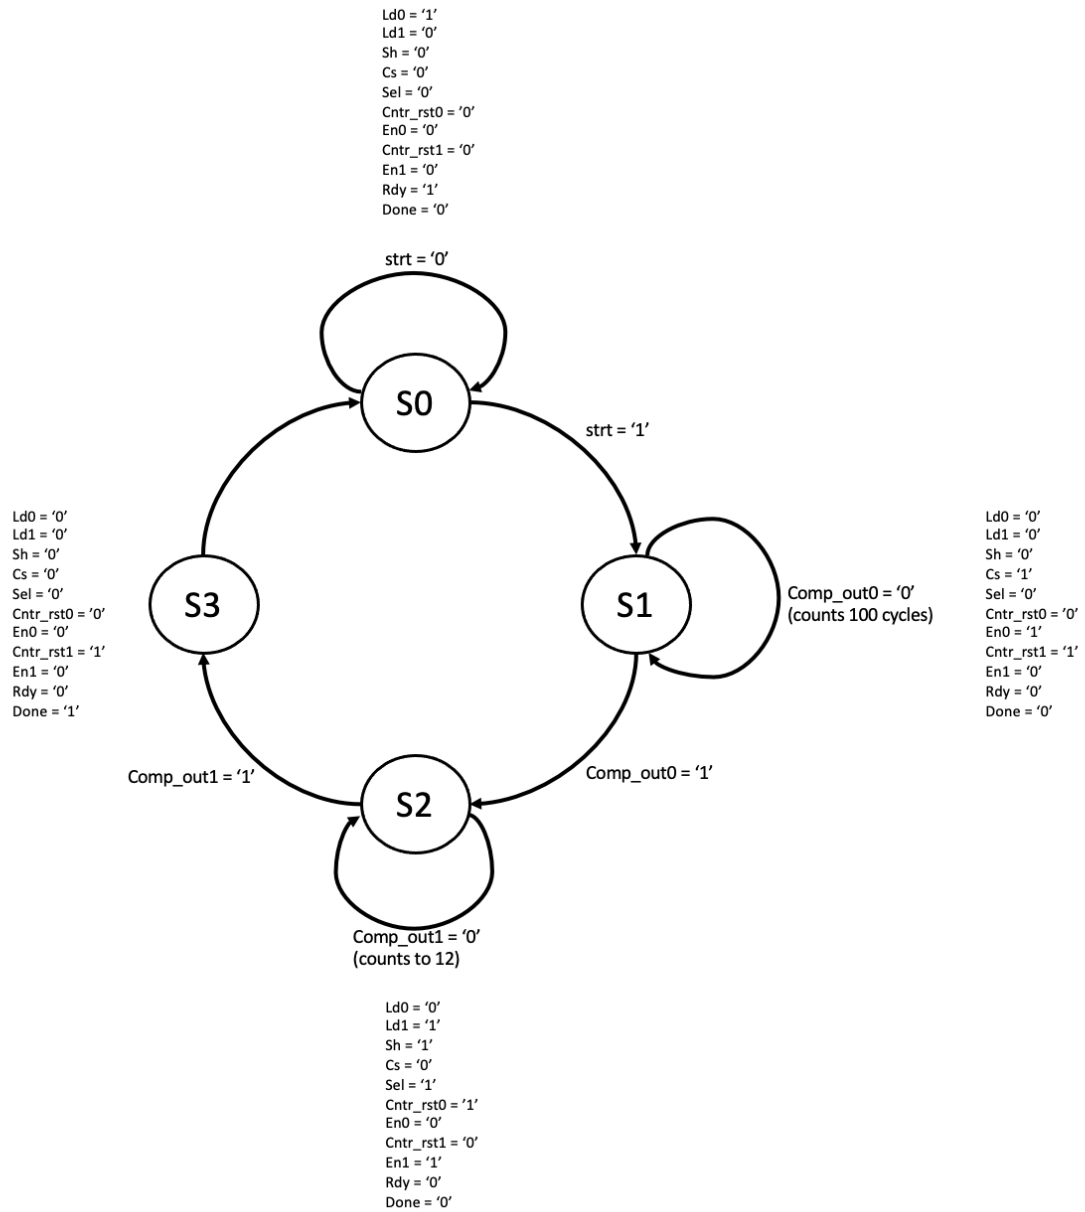 Ld0 = ‘1’
Ld1 = ‘0’
Sh = ‘0’
Cs = ‘0’
Sel = ‘0’
Cntr_rst0 = ’0’
En0 = ‘0’
Cntr_rst1 = ‘0’
En1 = ‘0’
Rdy = ‘1’
Done = ‘0’
strt = ‘0’
S0
strt = ‘1’
Ld0 = ‘0’
Ld1 = ‘0’
Sh = ‘0’
Cs = ‘0’
Sel = ‘0’
Cntr_rst0 = ’0’
En0 = ‘0’
Cntr_rst1 = ‘1’
En1 = ‘0’
Rdy = ‘0’
Done = ‘1’
S3
S1
Comp_out0 = ‘0’
(counts 100 cycles)
Ld0 = ‘0’
Ld1 = ‘0’
Sh = ‘0’
Cs = ‘1’
Sel = ‘0’
Cntr_rst0 = ’0’
En0 = ‘1’
Cntr_rst1 = ‘1’
En1 = ‘0’
Rdy = ‘0’
Done = ‘0’
Comp_out1 = ‘1’
Comp_out0 = ‘1’
S2
Comp_out1 = ‘0’
(counts to 12)
Ld0 = ‘0’
Ld1 = ‘1’
Sh = ‘1’
Cs = ‘0’
Sel = ‘1’
Cntr_rst0 = ’1’
En0 = ‘0’
Cntr_rst1 = ‘0’
En1 = ‘1’
Rdy = ‘0’
Done = ‘0’